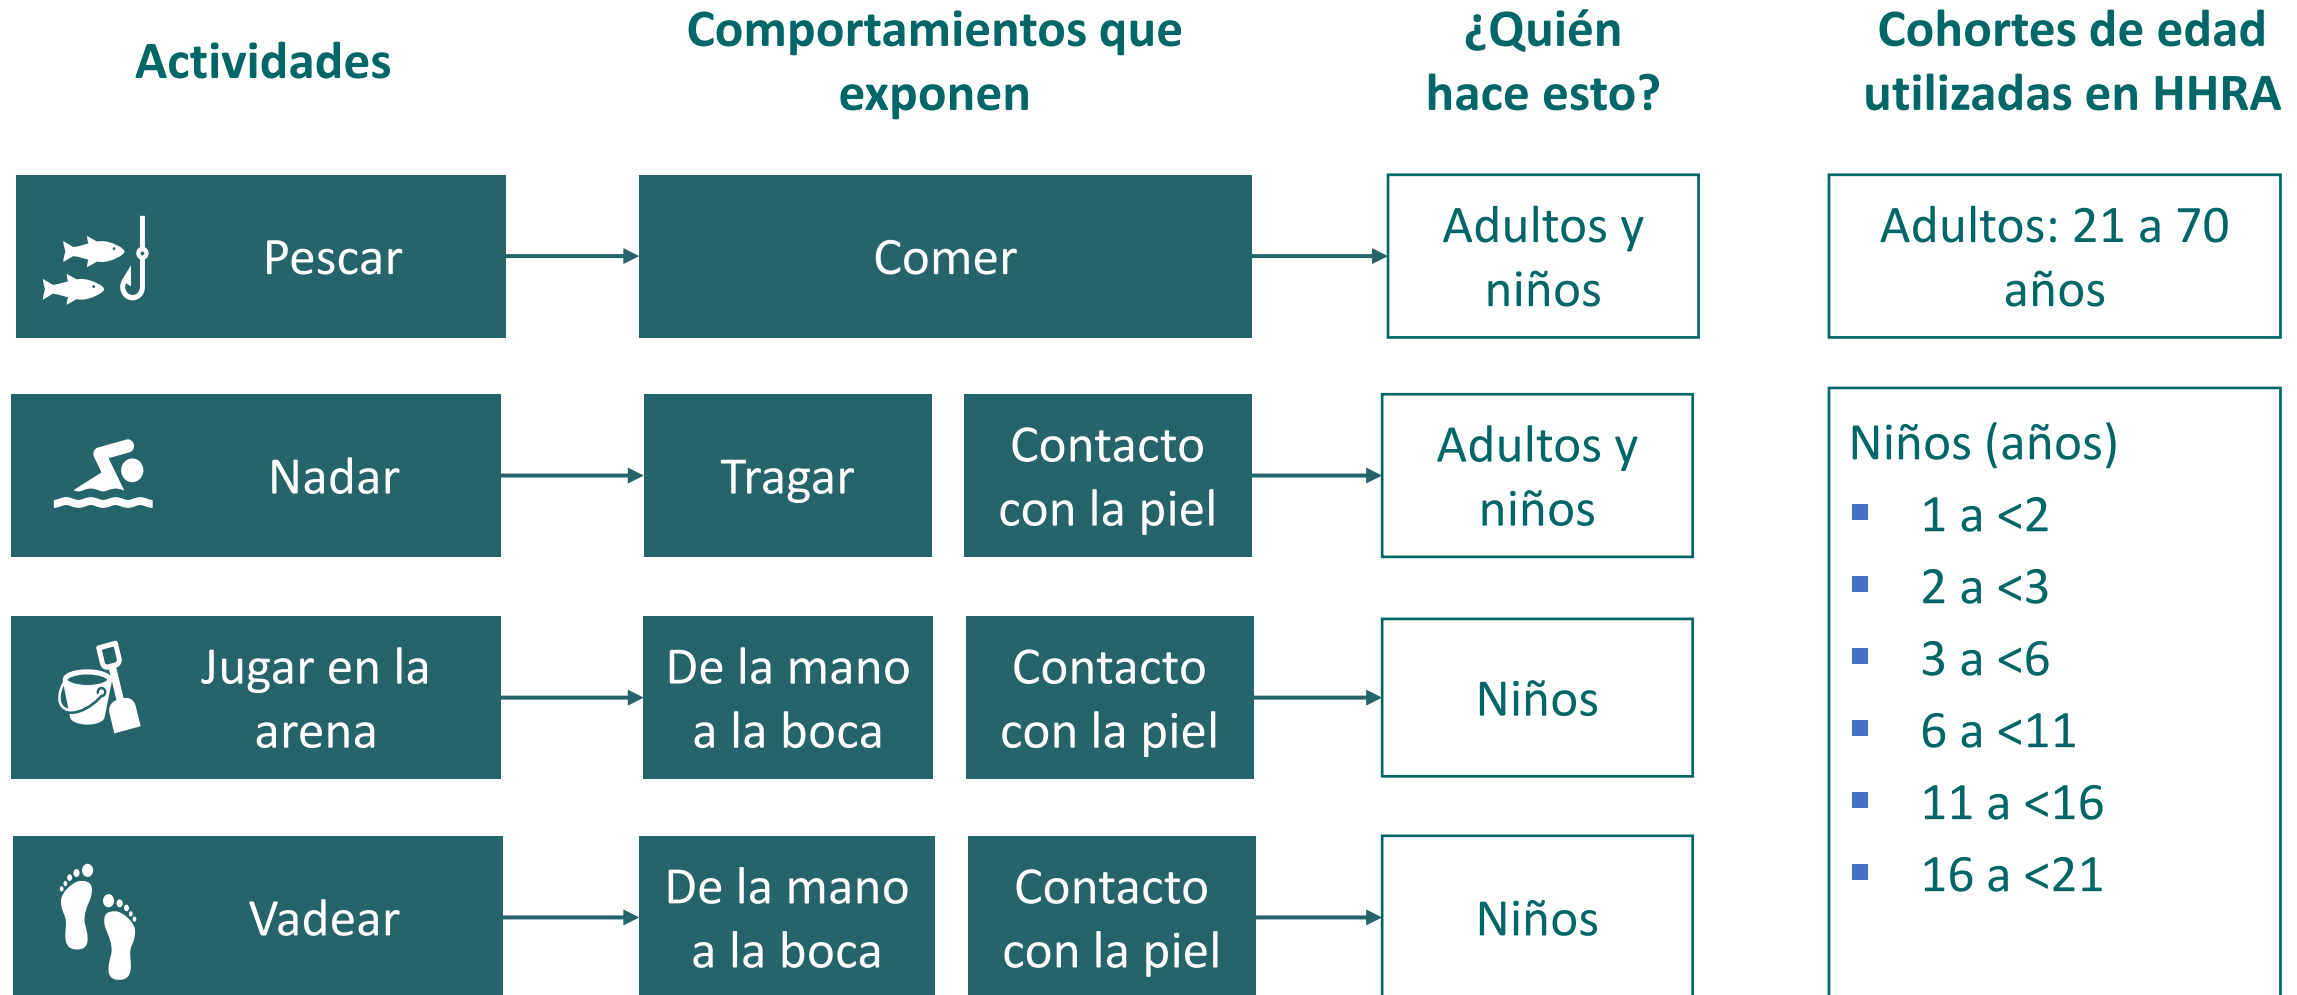 Actividades
Comportamientos que
exponen
¿Quién
hace esto?
Cohortes de edad
utilizadas en HHRA
Pescar
Comer
Adultos y
niños
Adultos: 21 a 70
años
Nadar
Tragar
Contacto
con la piel
Adultos y
niños
Jugar en la
arena
De la mano
a la boca
Contacto
con la piel
Niños
Vadear
De la mano
a la boca
Contacto
con la piel
Niños
Niños (años)
1 a <2
2 a <3
3 a <6
6 a <11
11 a <16
16 a <21